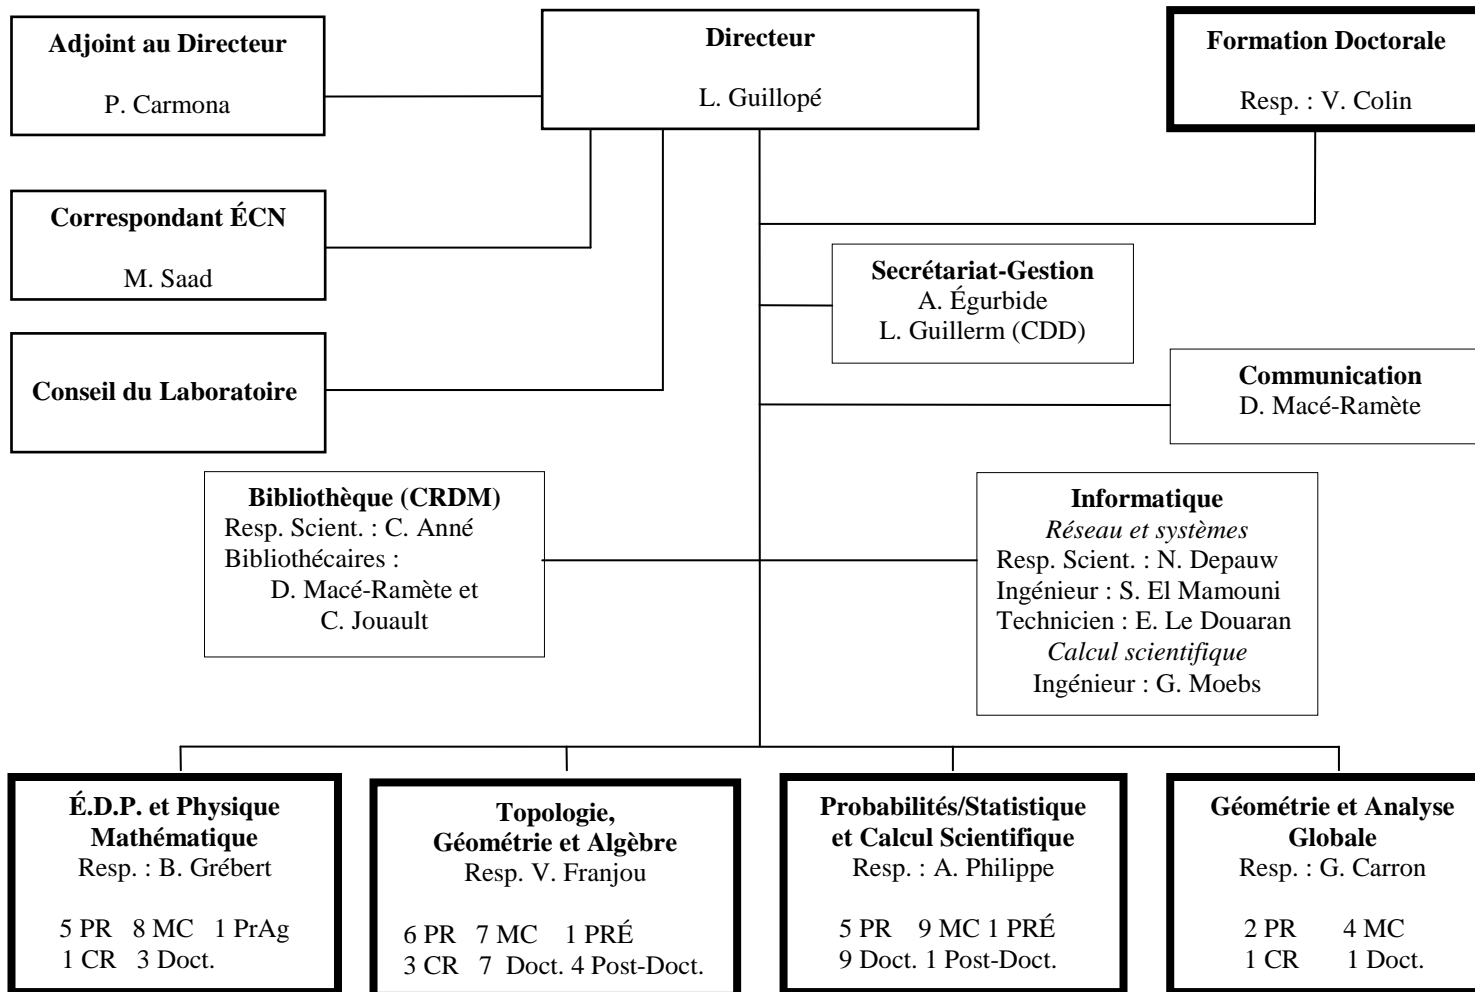 Adjoint au Directeur
P. Carmona
Directeur
L. Guillopé
Formation Doctorale
Resp. : V. Colin
Correspondant ÉCN
M. Saad
Secrétariat-Gestion
A. Égurbide
L. Guillerm (CDD)
Conseil du Laboratoire
Communication
D. Macé-Ramète
Bibliothèque (CRDM)
Resp. Scient. : C. Anné
Bibliothécaires :
D. Macé-Ramète et
C. Jouault
Informatique
Réseau et systèmes
Resp. Scient. : N. Depauw
Ingénieur : S. El Mamouni
Technicien : E. Le Douaran
Calcul scientifique
Ingénieur : G. Moebs
É.D.P. et Physique
Mathématique
Resp. : B. Grébert
5 PR 8 MC 1 PrAg
1 CR 3 Doct.
Topologie,
Géométrie et Algèbre
Resp. V. Franjou
6 PR 7 MC 1 PRÉ
3 CR 7 Doct. 4 Post-Doct.
Probabilités/Statistique
et Calcul Scientifique
Resp. : A. Philippe
5 PR 9 MC 1 PRÉ
9 Doct. 1 Post-Doct.
Géométrie et Analyse
Globale
Resp. : G. Carron
2 PR 4 MC
1 CR 1 Doct.